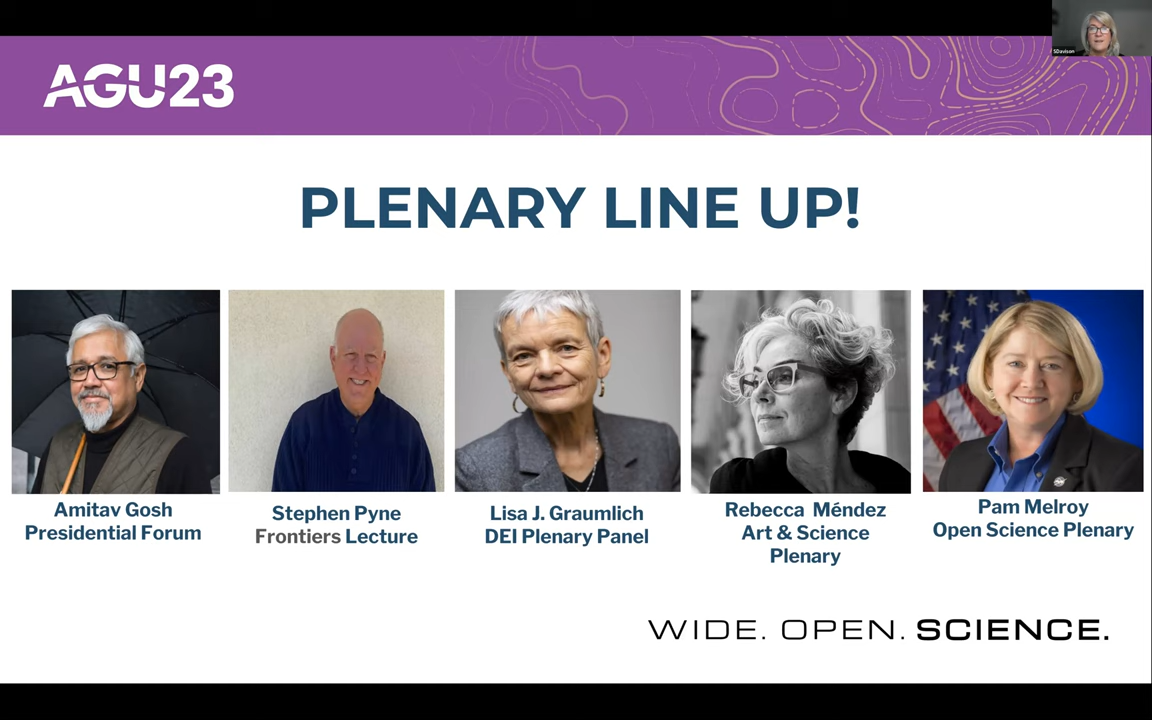 SDavison
AGU23
PLENARY LINE UP!
Amitav Gosh
Presidential Forum
Stephen Pyne
Frontiers Lecture
Lisa J. Graumlich
DEI Plenary Panel
Rebecca Méndez
Art & Science
Plenary
Pam Melroy
Open Science Plenary
WIDE. OPEN. SCIENCE.